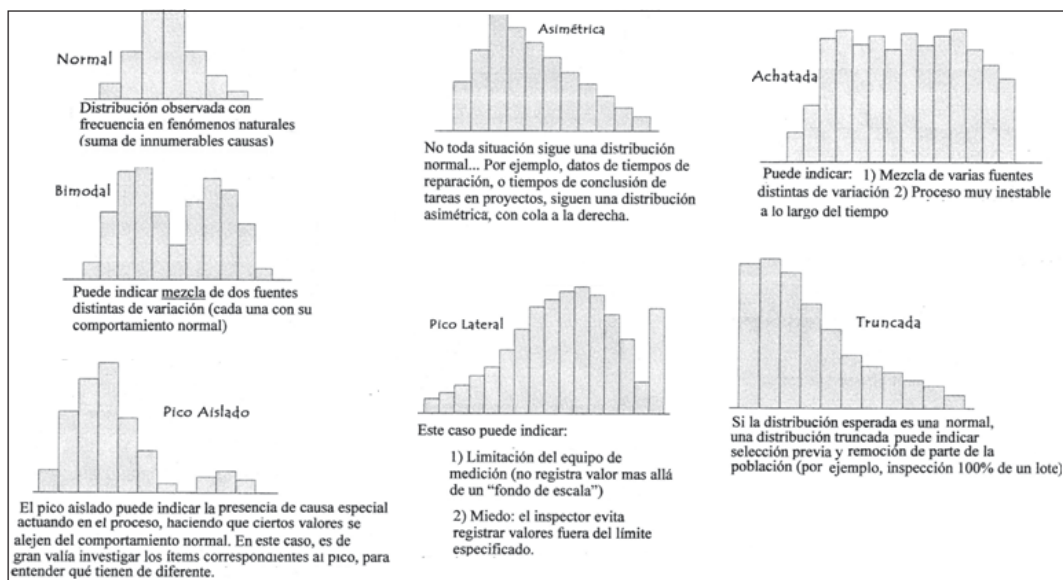 Normal
Distribución observada con
frecuencia en fenómenos naturales
(suma de innumerables causas)
Bimodal
Puede indicar mezcla de dos fuentes
distintas de variación (cada una con su
comportamiento normal)
Pico Aislado
El pico aislado puede indicar la presencia de causa especial
actuando en el proceso, haciendo que ciertos valores se
alejen del comportamiento normal. En este caso, es de
gran valía investigar los ítems correspondientes al pico, para
entender qué tienen de diferente.
Asimétrica
No toda situación sigue una distribución
normal... Por ejemplo, datos de tiempos de
reparación, o tiempos de conclusión de
tareas en proyectos, siguen una distribución
asimétrica, con cola a la derecha.
Pico Lateral
Este caso puede indicar:
1) Limitación del equipo de
medición (no registra valor mas allá
de un “fondo de escala”)
2) Miedo: el inspector evita
registrar valores fuera del límite
especificado.
Achatada
Puede indicar: 1) Mezcla de varias fuentes
distintas de variación 2) Proceso muy inestable
a lo largo del tiempo
Truncada
Si la distribución esperada es una normal,
una distribución truncada puede indicar
selección previa y remoción de parte de la
población (por ejemplo, inspección 100% de un lote)